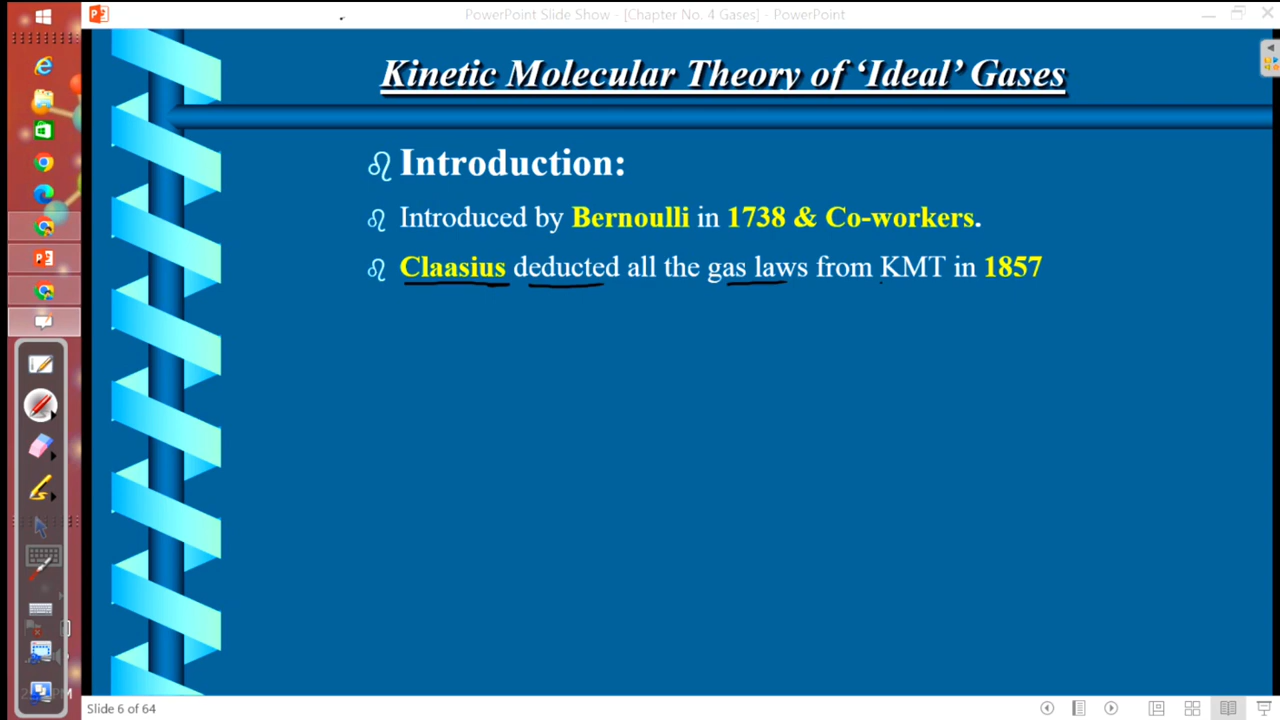 PowerPoint Slide Show - [Chapter No. 4 Gases] - PowerPoint
Kinetic Molecular Theory of ‘Ideal’ Gases
Introduction:
Introduced by Bernoulli in 1738 & Co-workers.
Claasius deducted all the gas laws from KMT in 1857
Slide 6 of 64